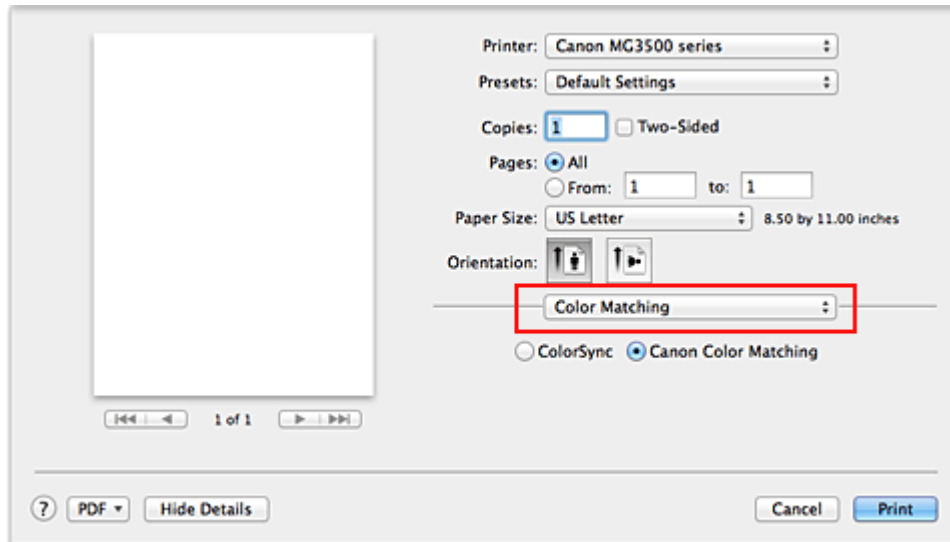 Printer: Canon MG3500 series
Presets: Default Settings
Copies: 1 Two-Sided
Pages: All
From: 1 to: 1
Paper Size: US Letter 8.50 by 11.00 inches
Orientation:
Color Matching
ColorSync Canon Color Matching
1 of 1
? PDF Hide Details Cancel Print